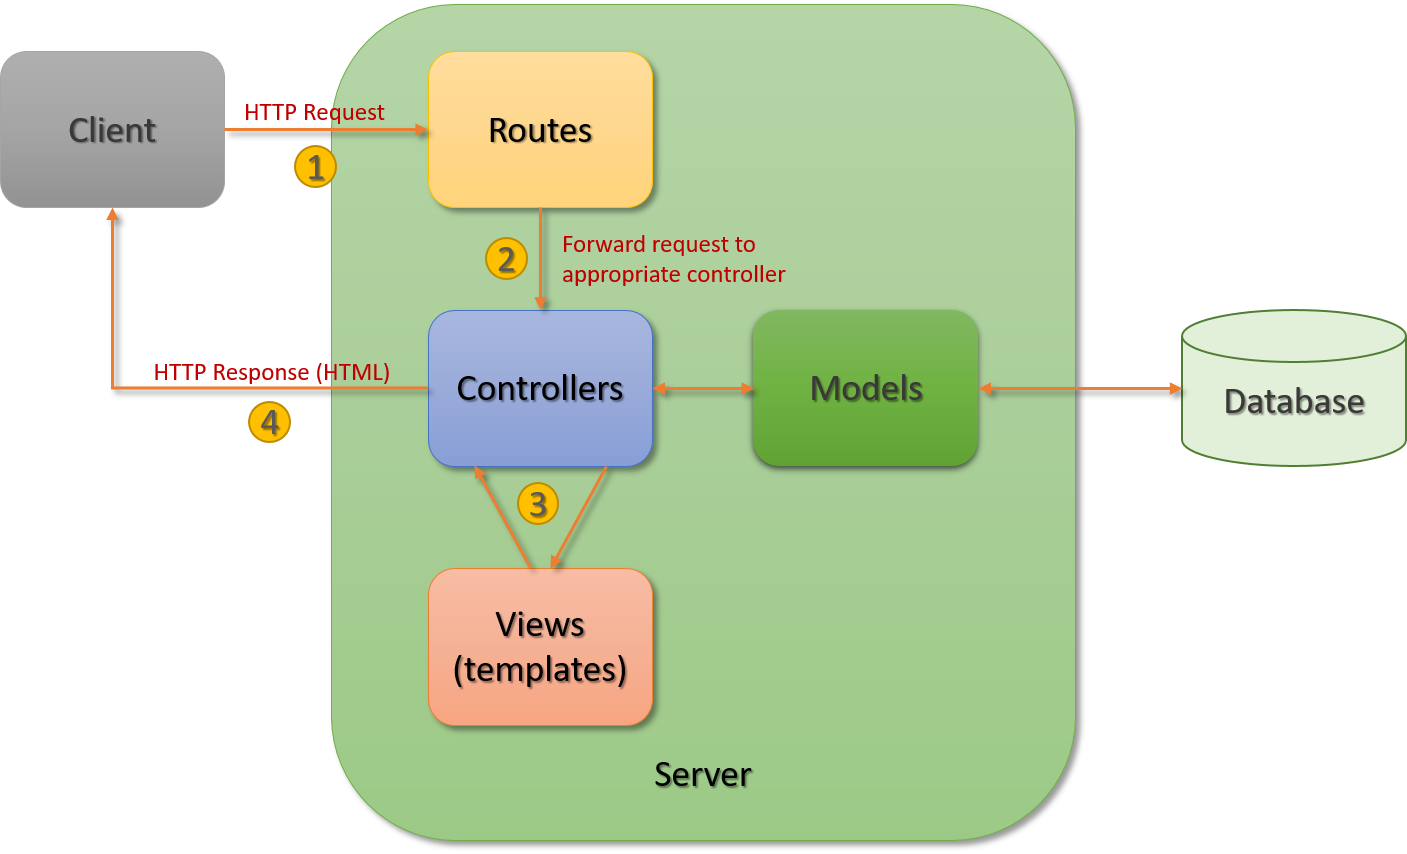 Client
HTTP Request
1
Routes
2
Forward request to
appropriate controller
HTTP Response (HTML)
4
Controllers
Models
Database
3
Views
(templates)
Server